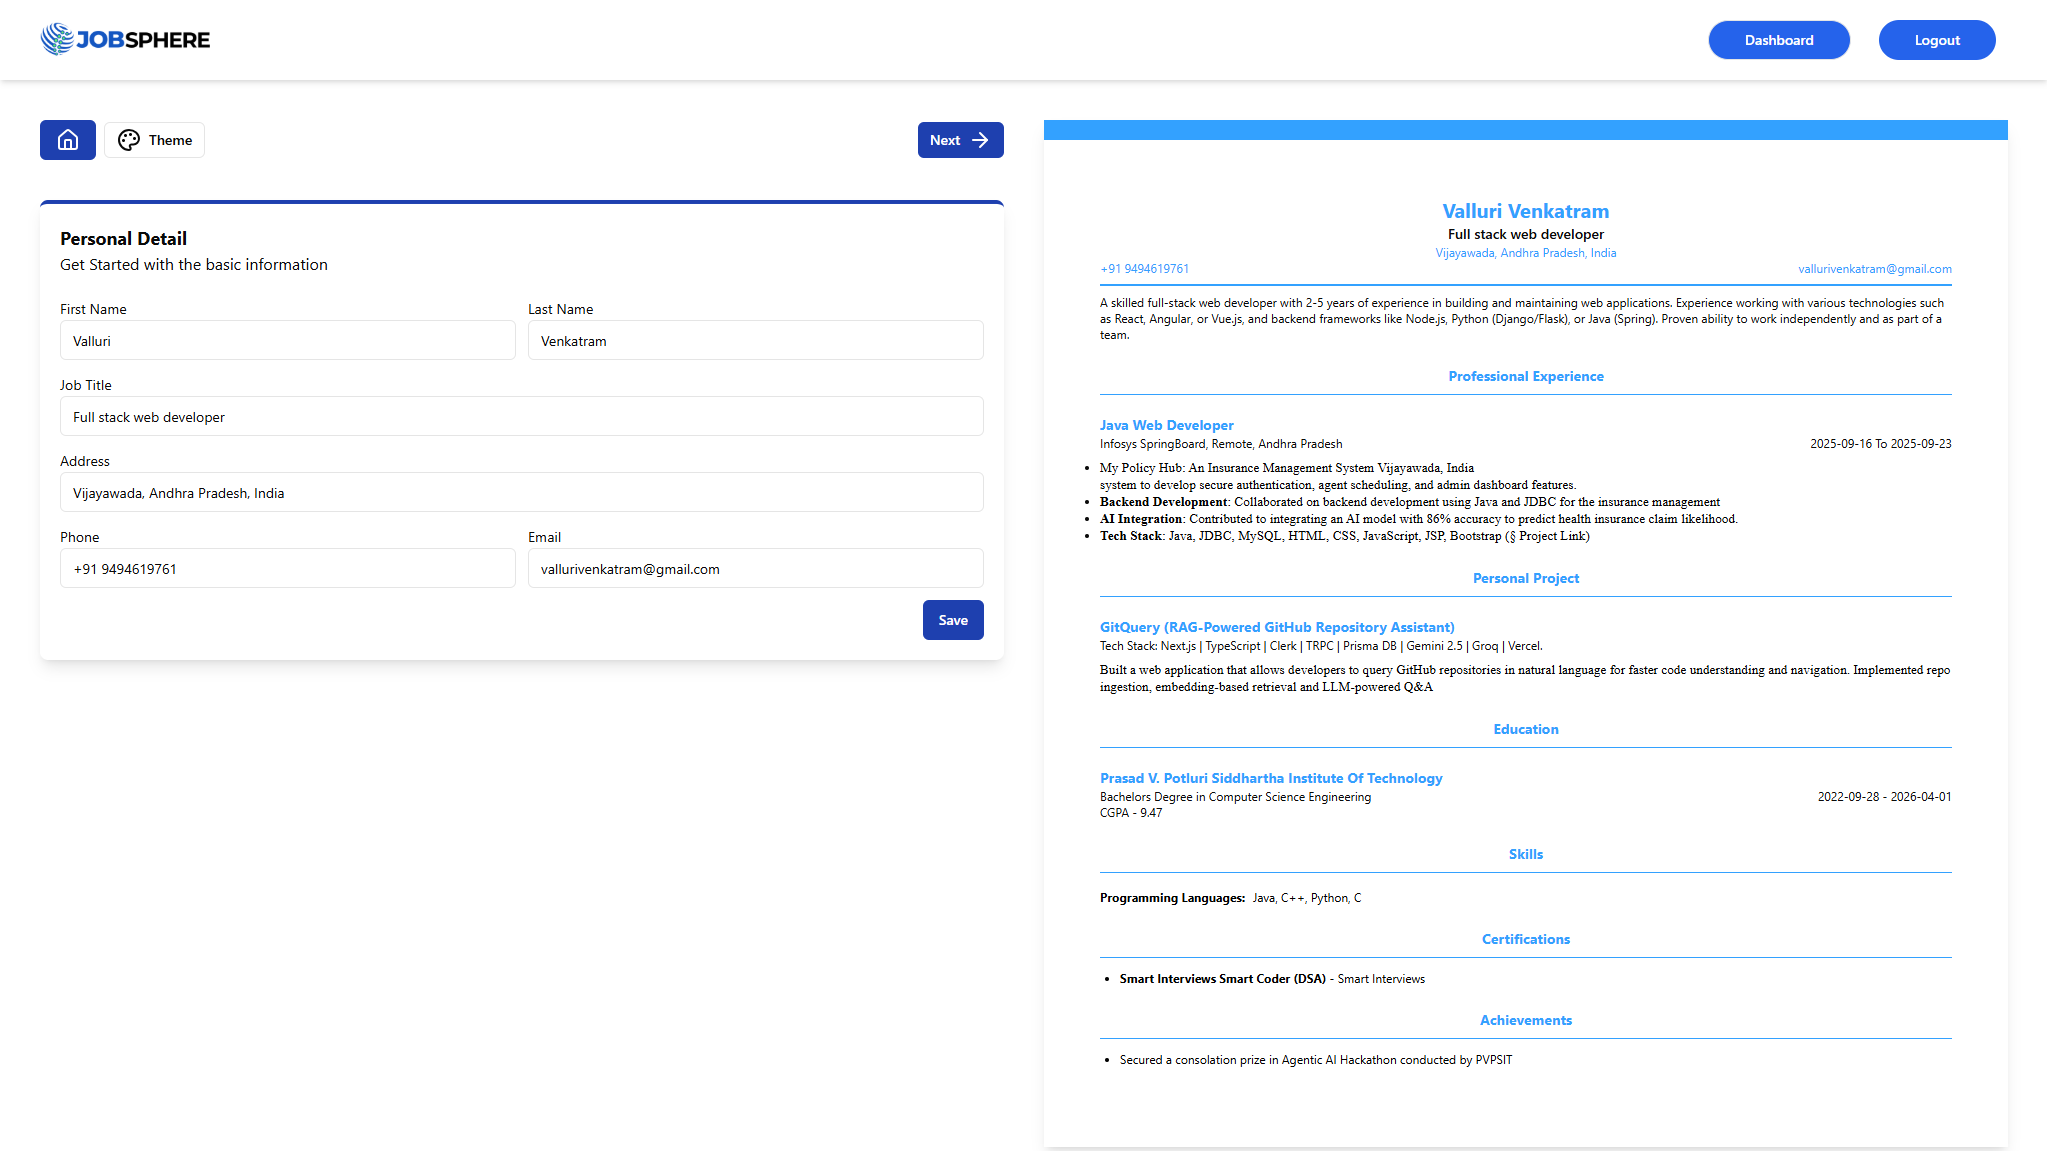 JOBSPHERE
Dashboard
Logout
Theme
Next
Personal Detail
Get Started with the basic information
First Name
Last Name
Valluri
Venkatram
Job Title
Full stack web developer
Address
Vijayawada, Andhra Pradesh, India
Phone
Email
+91 9494619761
vallurivenkatram@gmail.com
Save
Valluri Venkatram
Full stack web developer
Vijayawada, Andhra Pradesh, India
+91 9494619761
vallurivenkatram@gmail.com
A skilled full-stack web developer with 2-5 years of experience in building and maintaining web applications. Experience working with various technologies such
as React, Angular, or Vue.js, and backend frameworks like Node.js, Python (Django/Flask), or Java (Spring). Proven ability to work independently and as part of a
team.
Professional Experience
Java Web Developer
Infosys SpringBoard, Remote, Andhra Pradesh
2025-09-16 To 2025-09-23
• My Policy Hub: An Insurance Management System Vijayawada, India
system to develop secure authentication, agent scheduling, and admin dashboard features.
• Backend Development: Collaborated on backend development using Java and JDBC for the insurance management
• AI Integration: Contributed to integrating an AI model with 86% accuracy to predict health insurance claim likelihood.
• Tech Stack: Java, JDBC, MySQL, HTML, CSS, JavaScript, JSP, Bootstrap (§ Project Link)
Personal Project
GitQuery (RAG-Powered GitHub Repository Assistant)
Tech Stack: Next.js | TypeScript | Clerk | TRPC | Prisma DB | Gemini 2.5 | Groq | Vercel.
Built a web application that allows developers to query GitHub repositories in natural language for faster code understanding and navigation. Implemented repo
ingestion, embedding-based retrieval and LLM-powered Q&A
Education
Prasad V. Potluri Siddhartha Institute Of Technology
Bachelors Degree in Computer Science Engineering
2022-09-28 - 2026-04-01
CGPA - 9.47
Skills
Programming Languages: Java, C++, Python, C
Certifications
• Smart Interviews Smart Coder (DSA) - Smart Interviews
Achievements
• Secured a consolation prize in Agentic AI Hackathon conducted by PVPSIT